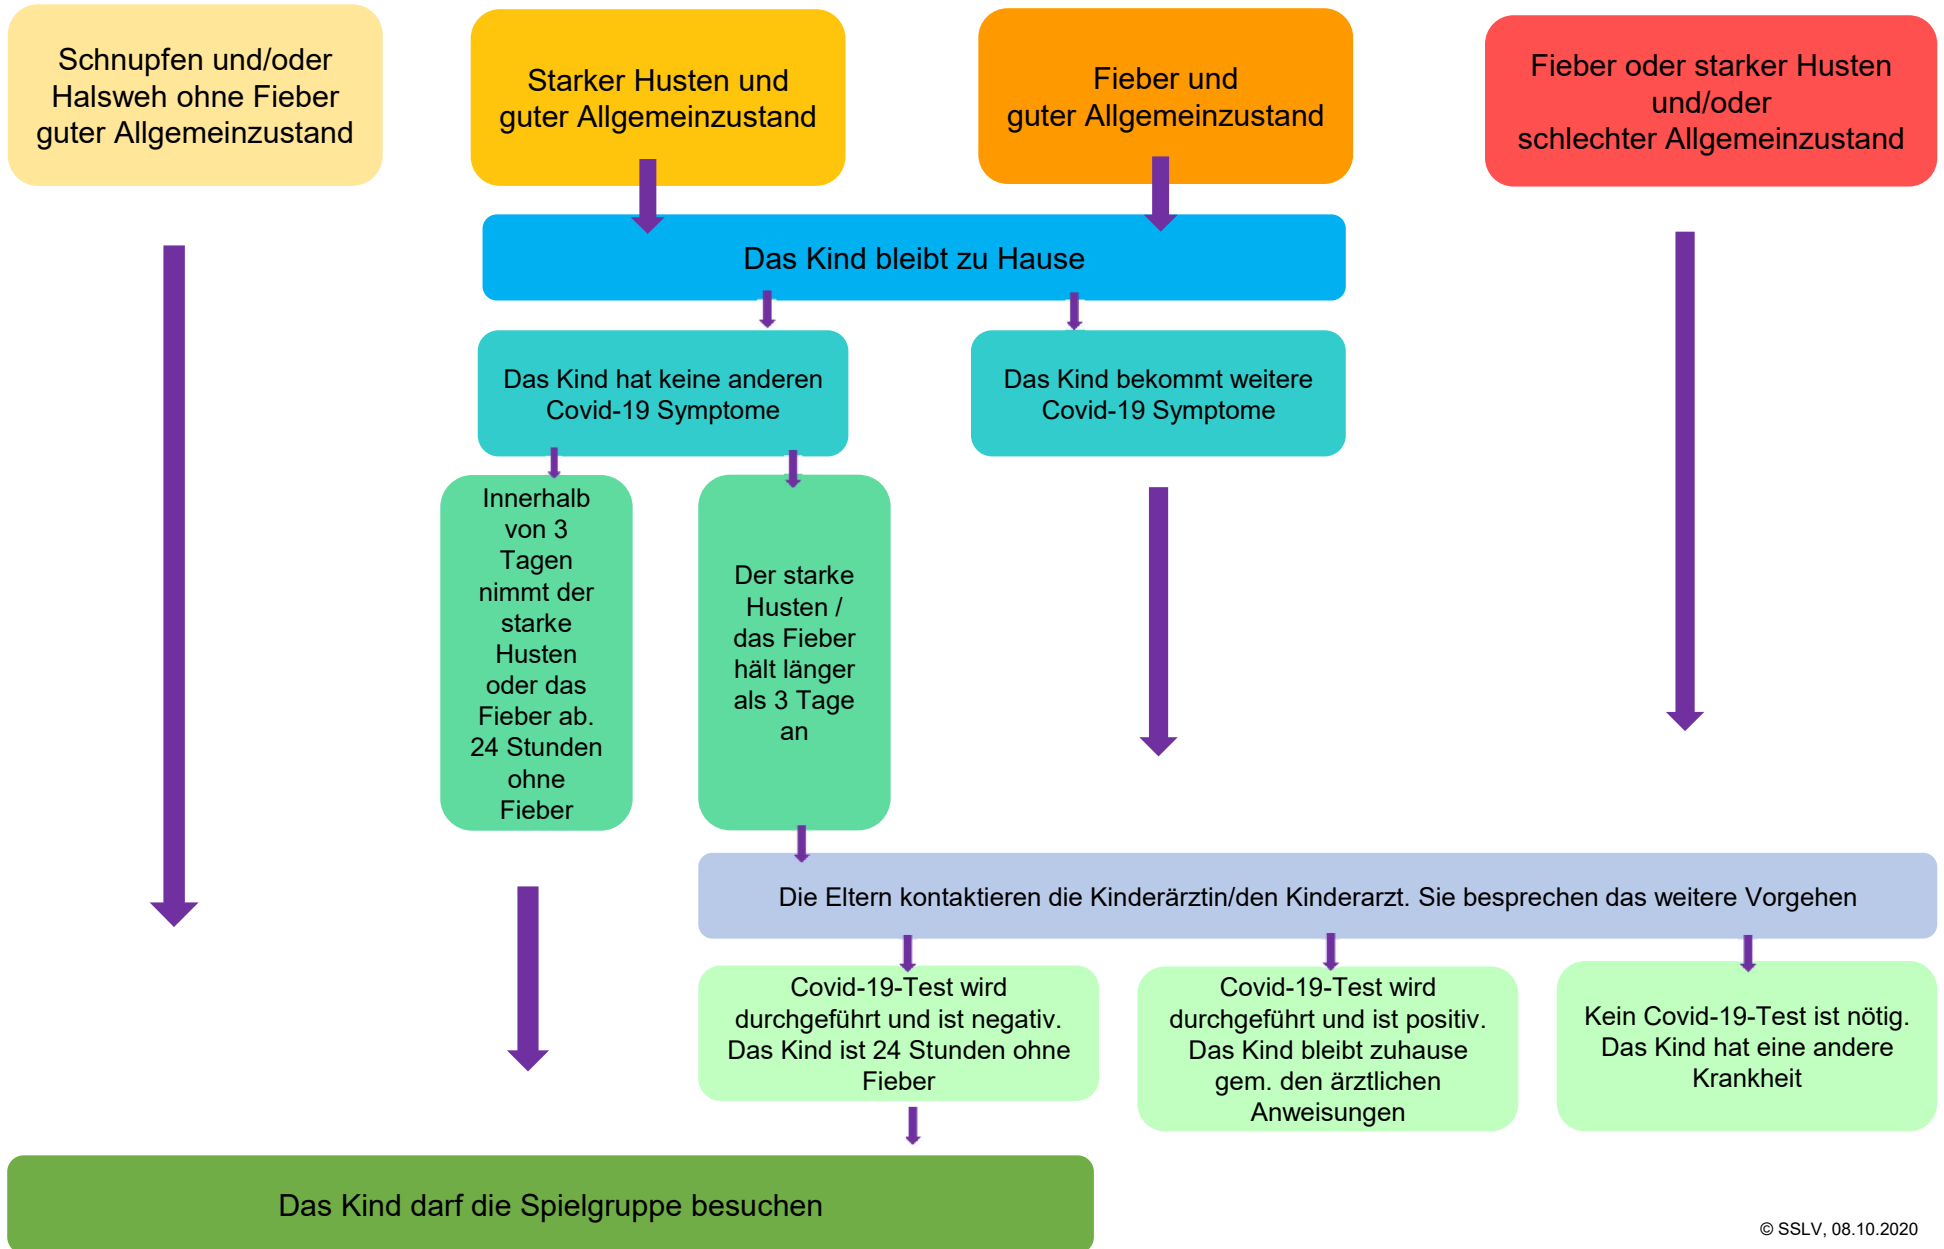 Schnupfen und/oder
Halsweh ohne Fieber
guter Allgemeinzustand
Starker Husten und
guter Allgemeinzustand
Fieber und
guter Allgemeinzustand
Fieber oder starker Husten
und/oder
schlechter Allgemeinzustand
Das Kind bleibt zu Hause
Das Kind hat keine anderen
Covid-19 Symptome
Das Kind bekommt weitere
Covid-19 Symptome
Innerhalb
von 3
Tagen
nimmt der
starke
Husten
oder das
Fieber ab.
24 Stunden
ohne
Fieber
Der starke
Husten /
das Fieber
hält länger
als 3 Tage
an
Die Eltern kontaktieren die Kinderärztin/den Kinderarzt. Sie besprechen das weitere Vorgehen
Covid-19-Test wird
durchgeführt und ist negativ.
Das Kind ist 24 Stunden ohne
Fieber
Covid-19-Test wird
durchgeführt und ist positiv.
Das Kind bleibt zuhause
gem. den ärztlichen
Anweisungen
Kein Covid-19-Test ist nötig.
Das Kind hat eine andere
Krankheit
Das Kind darf die Spielgruppe besuchen
© SSLV, 08.10.2020